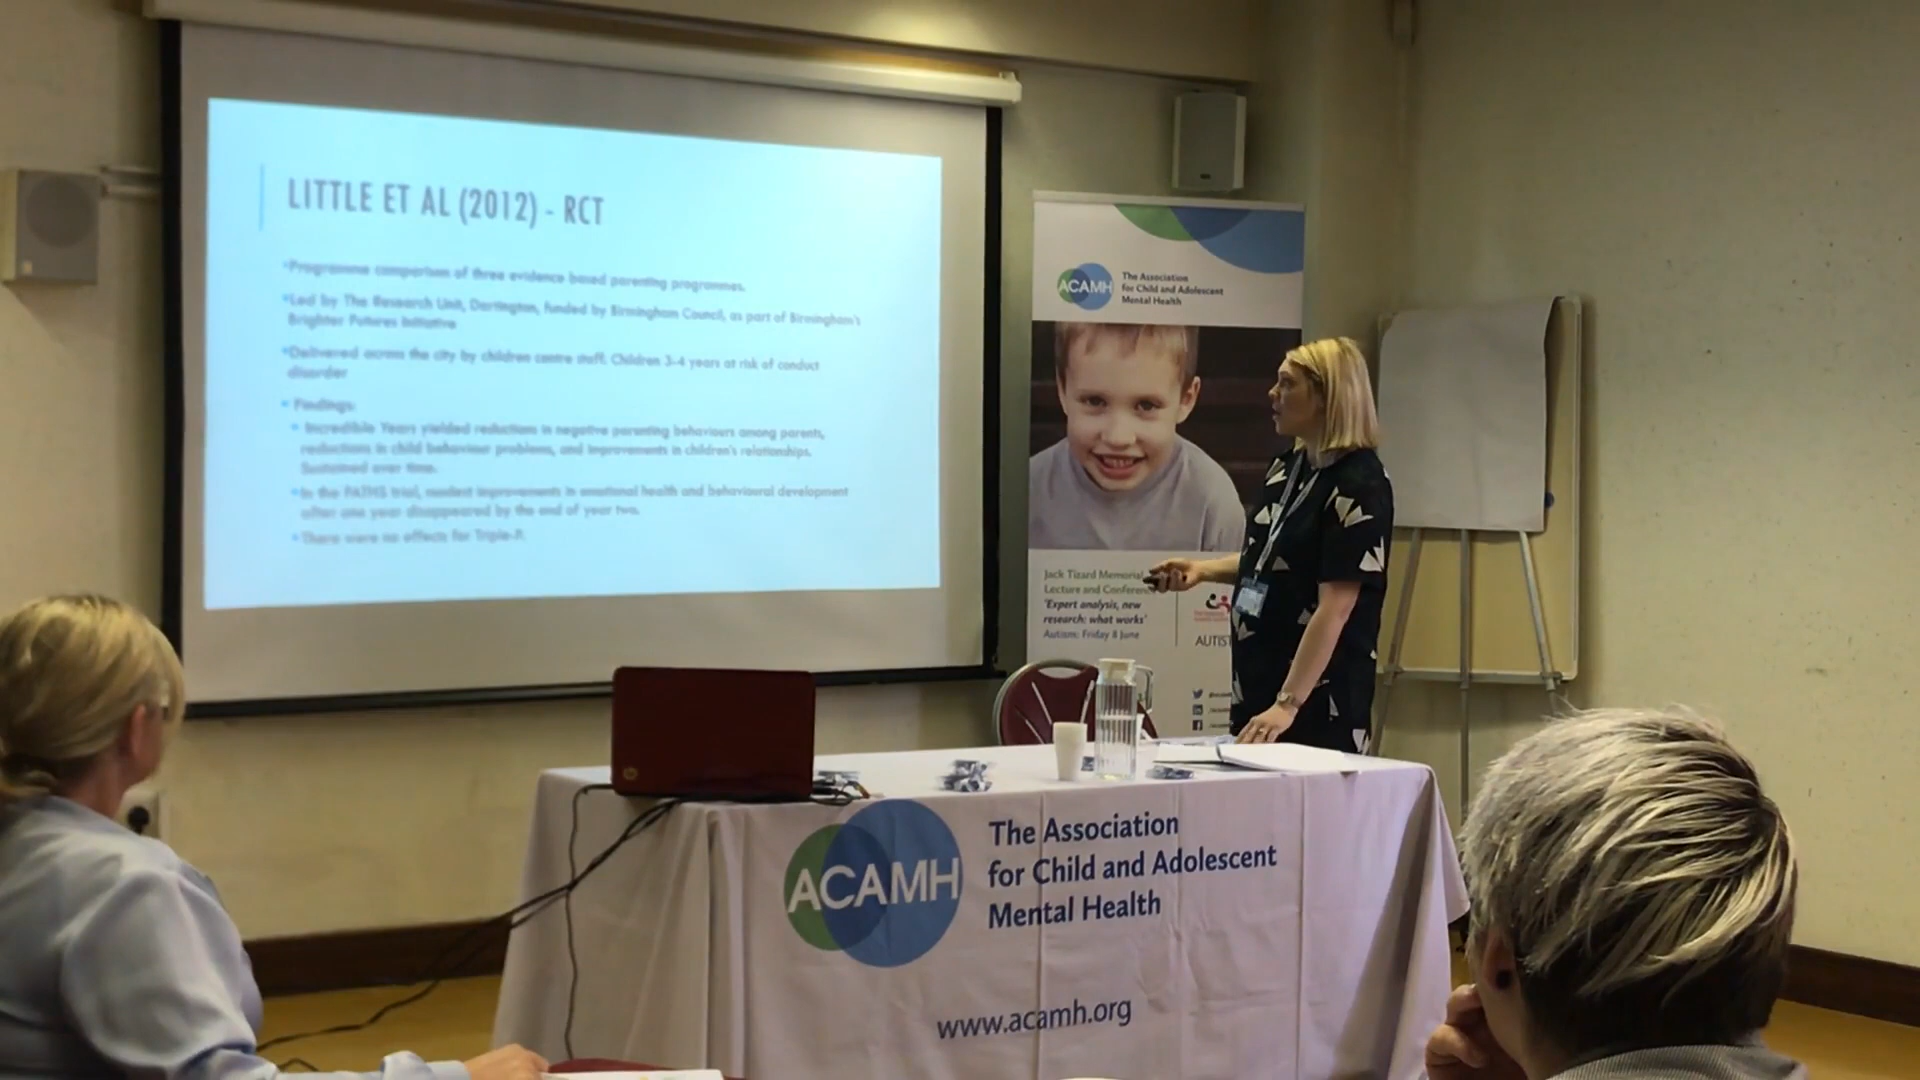 LITTLE ET AL (2012) - RCT
Programme comparison of three evidence based parenting programmes.
Led by The Research Unit, Dartington, funded by Birmingham Council, as part of Birmingham's
Brighter Futures Initiative
Delivered across the city by children centre staff. Children 3-4 years at risk of conduct
disorder
Findings:
Incredible Years yielded reductions in negative parenting behaviours among parents,
reductions in child behaviour problems, and improvements in children's relationships.
Sustained over time.
In the PATHS trial, modest improvements in emotional health and behavioural development
after one year disappeared by the end of year two.
There were no effects for Triple-P.
ACAMH
The Association
for Child and Adolescent
Mental Health
Jack Tizard Memorial
Lecture and Conference
'Expert analysis, new
research: what works'
Autism: Friday 8 June
AUTIST
ACAMH
The Association
for Child and Adolescent
Mental Health
www.acamh.org